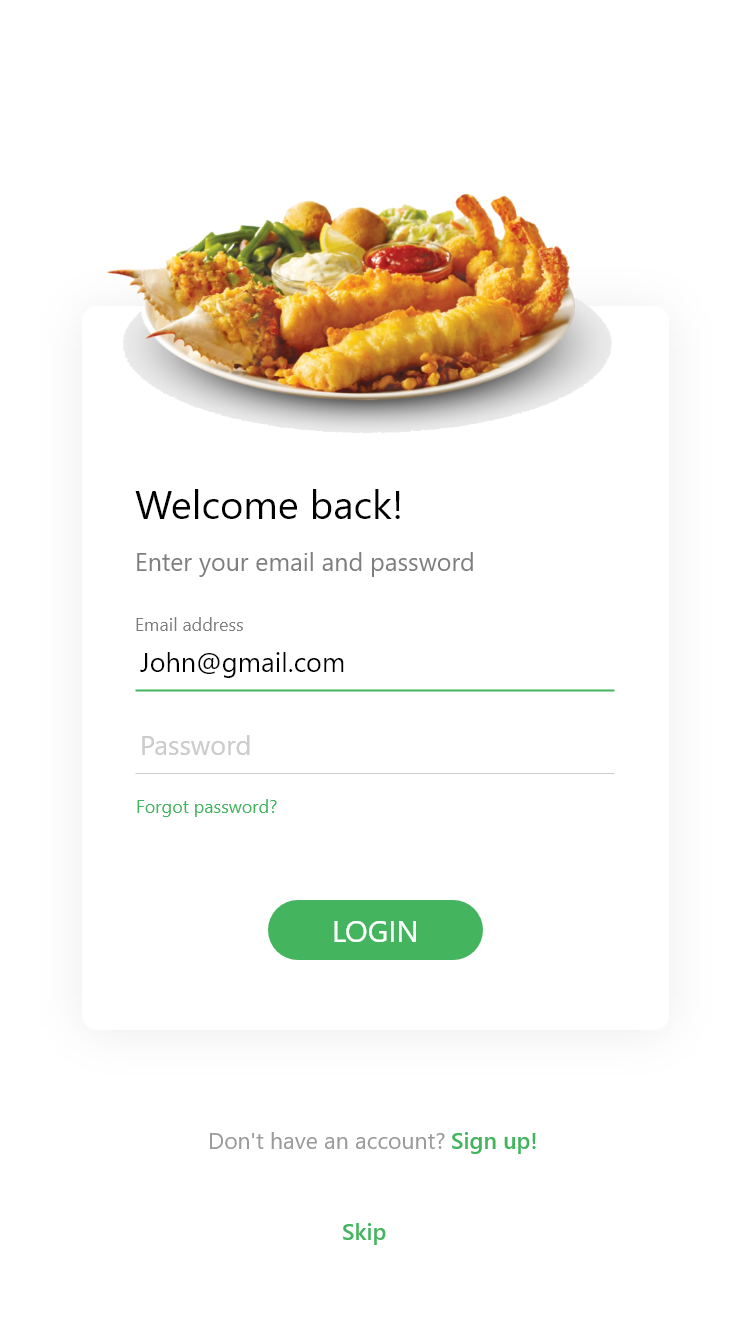 Welcome back!
Enter your email and password
Email address
John@gmail.com
Password
Forgot password?
LOGIN
Don't have an account? Sign up!
Skip